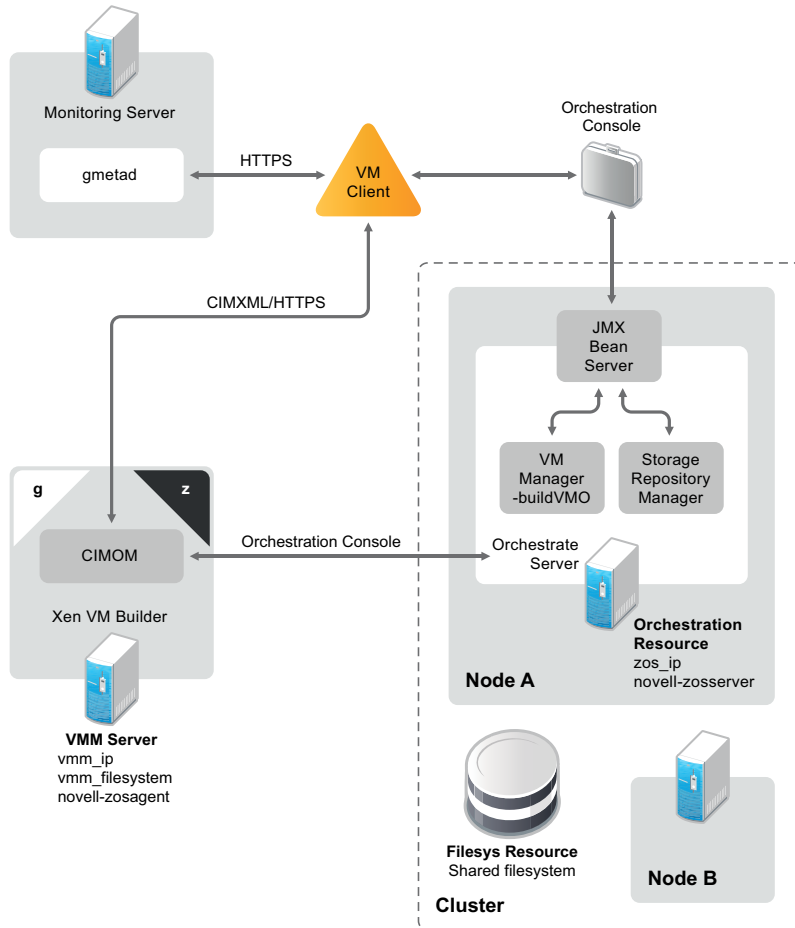 Monitoring Server
gmetad
HTTPS
VM
Client
Orchestration
Console
CIMXML/HTTPS
JMX
Bean
Server
VM
Manager
-buildVMO
Storage
Repository
Manager
g
z
CIMOM
Orchestration Console
Orchestrate
Server
Xen VM Builder
Orchestration
Resource
zos_ip
novell-zosserver
Node A
VMM Server
vmm_ip
vmm_filesystem
novell-zosagent
Filesys Resource
Shared filesystem
Node B
Cluster